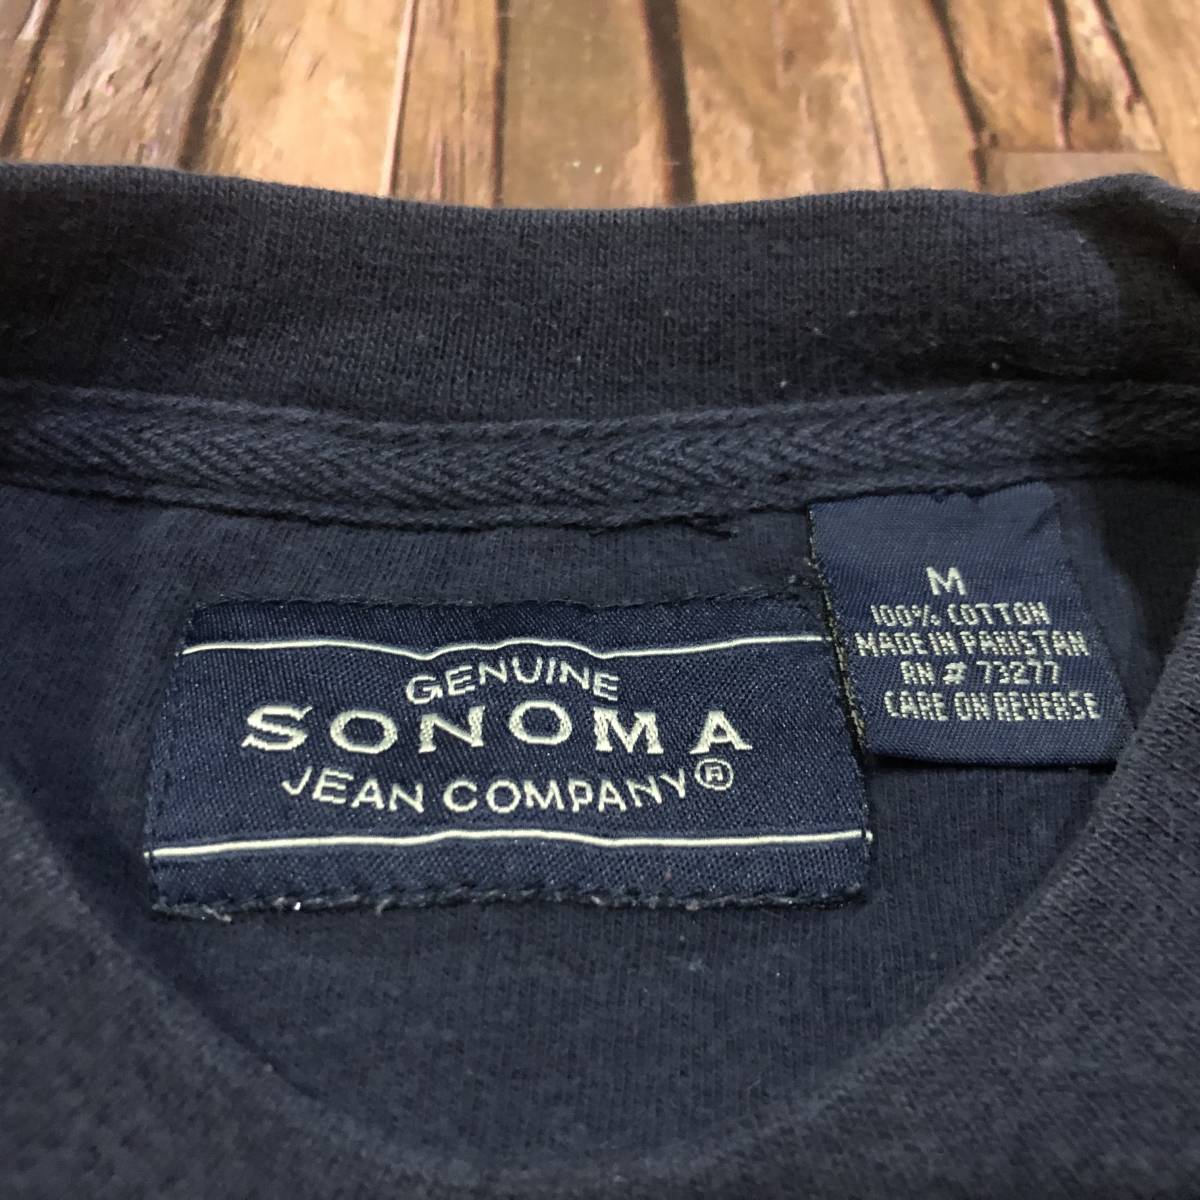 GENUINE
SONOMA
JEAN COMPANY®
M
100% COTTON
MADE IN PAKISTAN
RN # 73277
CARE ON REVERSE